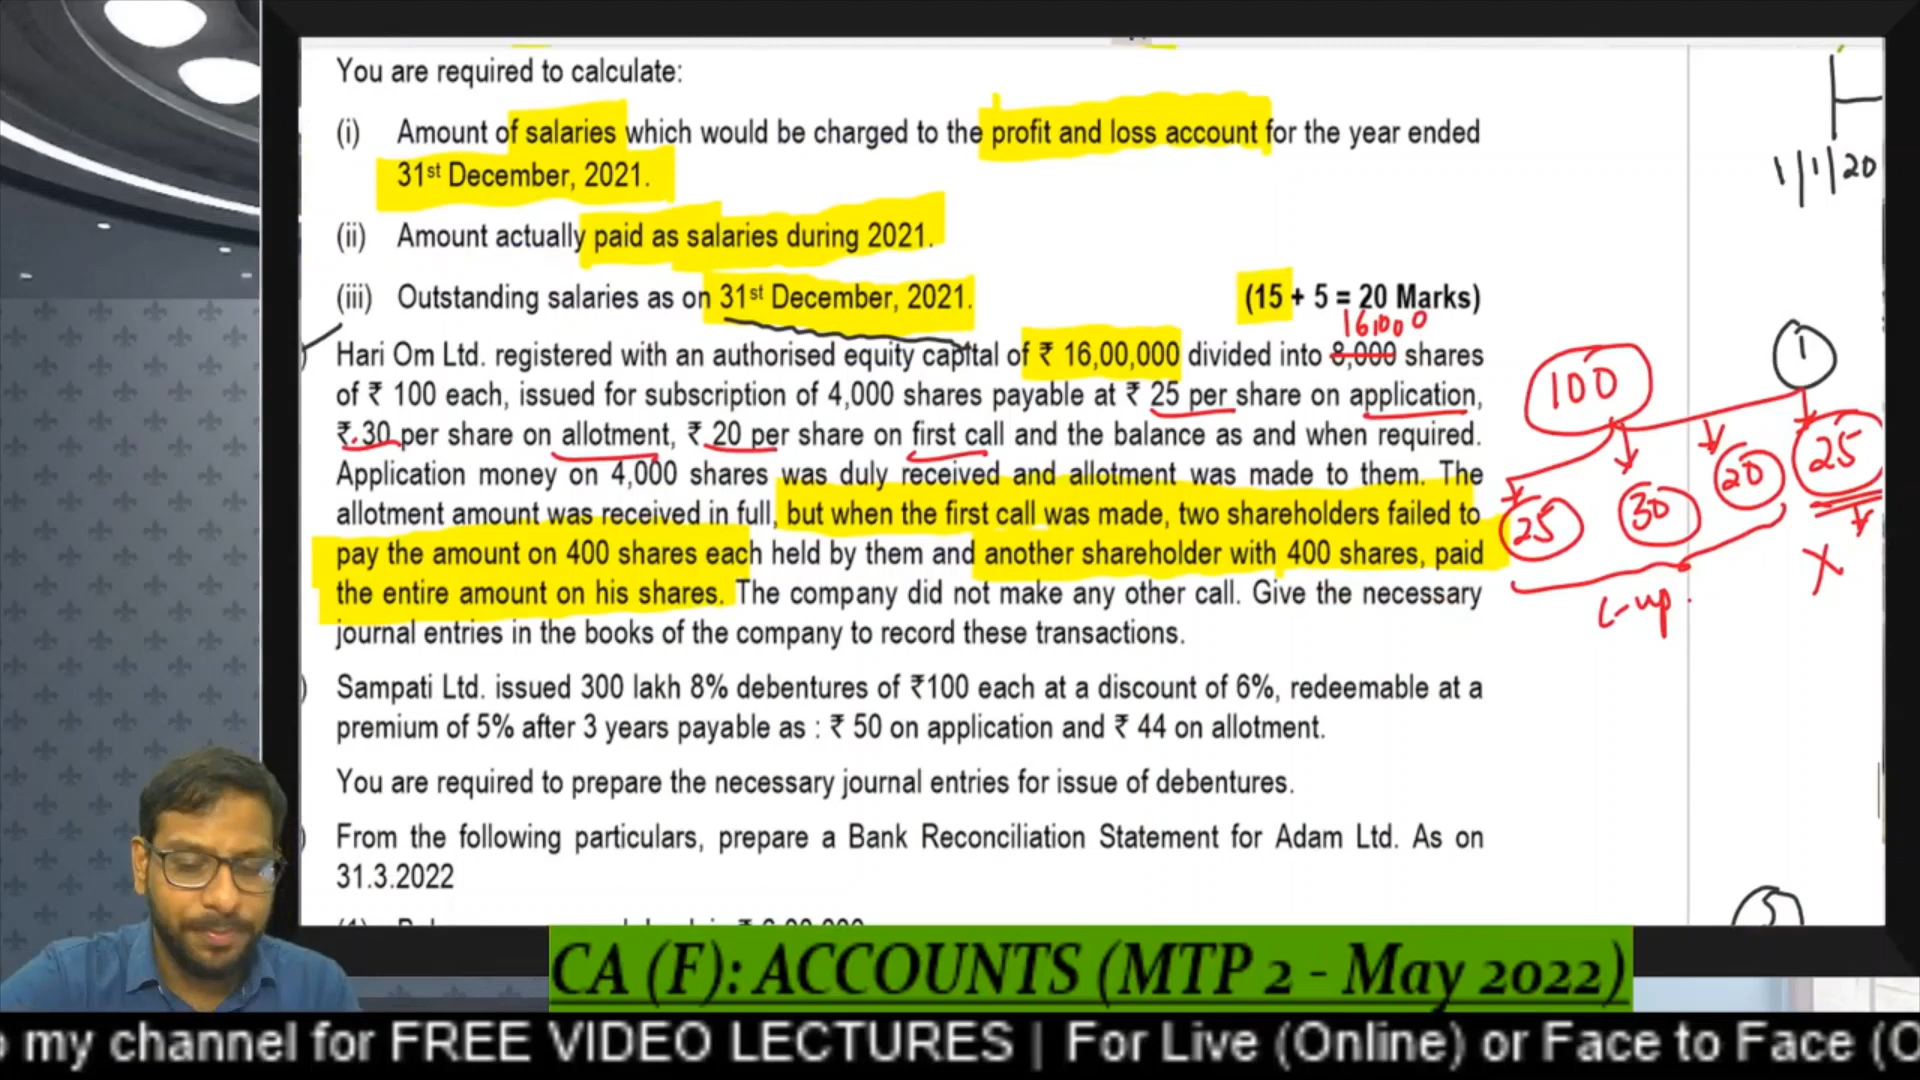 You are required to calculate:
(i) Amount of salaries which would be charged to the profit and loss account for the year ended
31st December, 2021.
1/1/20
(ii) Amount actually paid as salaries during 2021.
(iii) Outstanding salaries as on 31st December, 2021. (15 + 5 = 20 Marks)
16,000
Hari Om Ltd. registered with an authorised equity capital of ₹ 16,00,000 divided into 8,000 shares
of ₹ 100 each, issued for subscription of 4,000 shares payable at ₹ 25 per share on application,
₹ 30 per share on allotment, ₹ 20 per share on first call and the balance as and when required.
Application money on 4,000 shares was duly received and allotment was made to them. The
allotment amount was received in full, but when the first call was made, two shareholders failed to
pay the amount on 400 shares each held by them and another shareholder with 400 shares, paid
the entire amount on his shares. The company did not make any other call. Give the necessary
journal entries in the books of the company to record these transactions.
1
100
25 30 20 25
X
C-up.
) Sampati Ltd. issued 300 lakh 8% debentures of ₹100 each at a discount of 6%, redeemable at a
premium of 5% after 3 years payable as : ₹ 50 on application and ₹ 44 on allotment.
You are required to prepare the necessary journal entries for issue of debentures.
) From the following particulars, prepare a Bank Reconciliation Statement for Adam Ltd. As on
31.3.2022
CA (F): ACCOUNTS (MTP 2 - May 2022)
o my channel for FREE VIDEO LECTURES | For Live (Online) or Face to Face (O